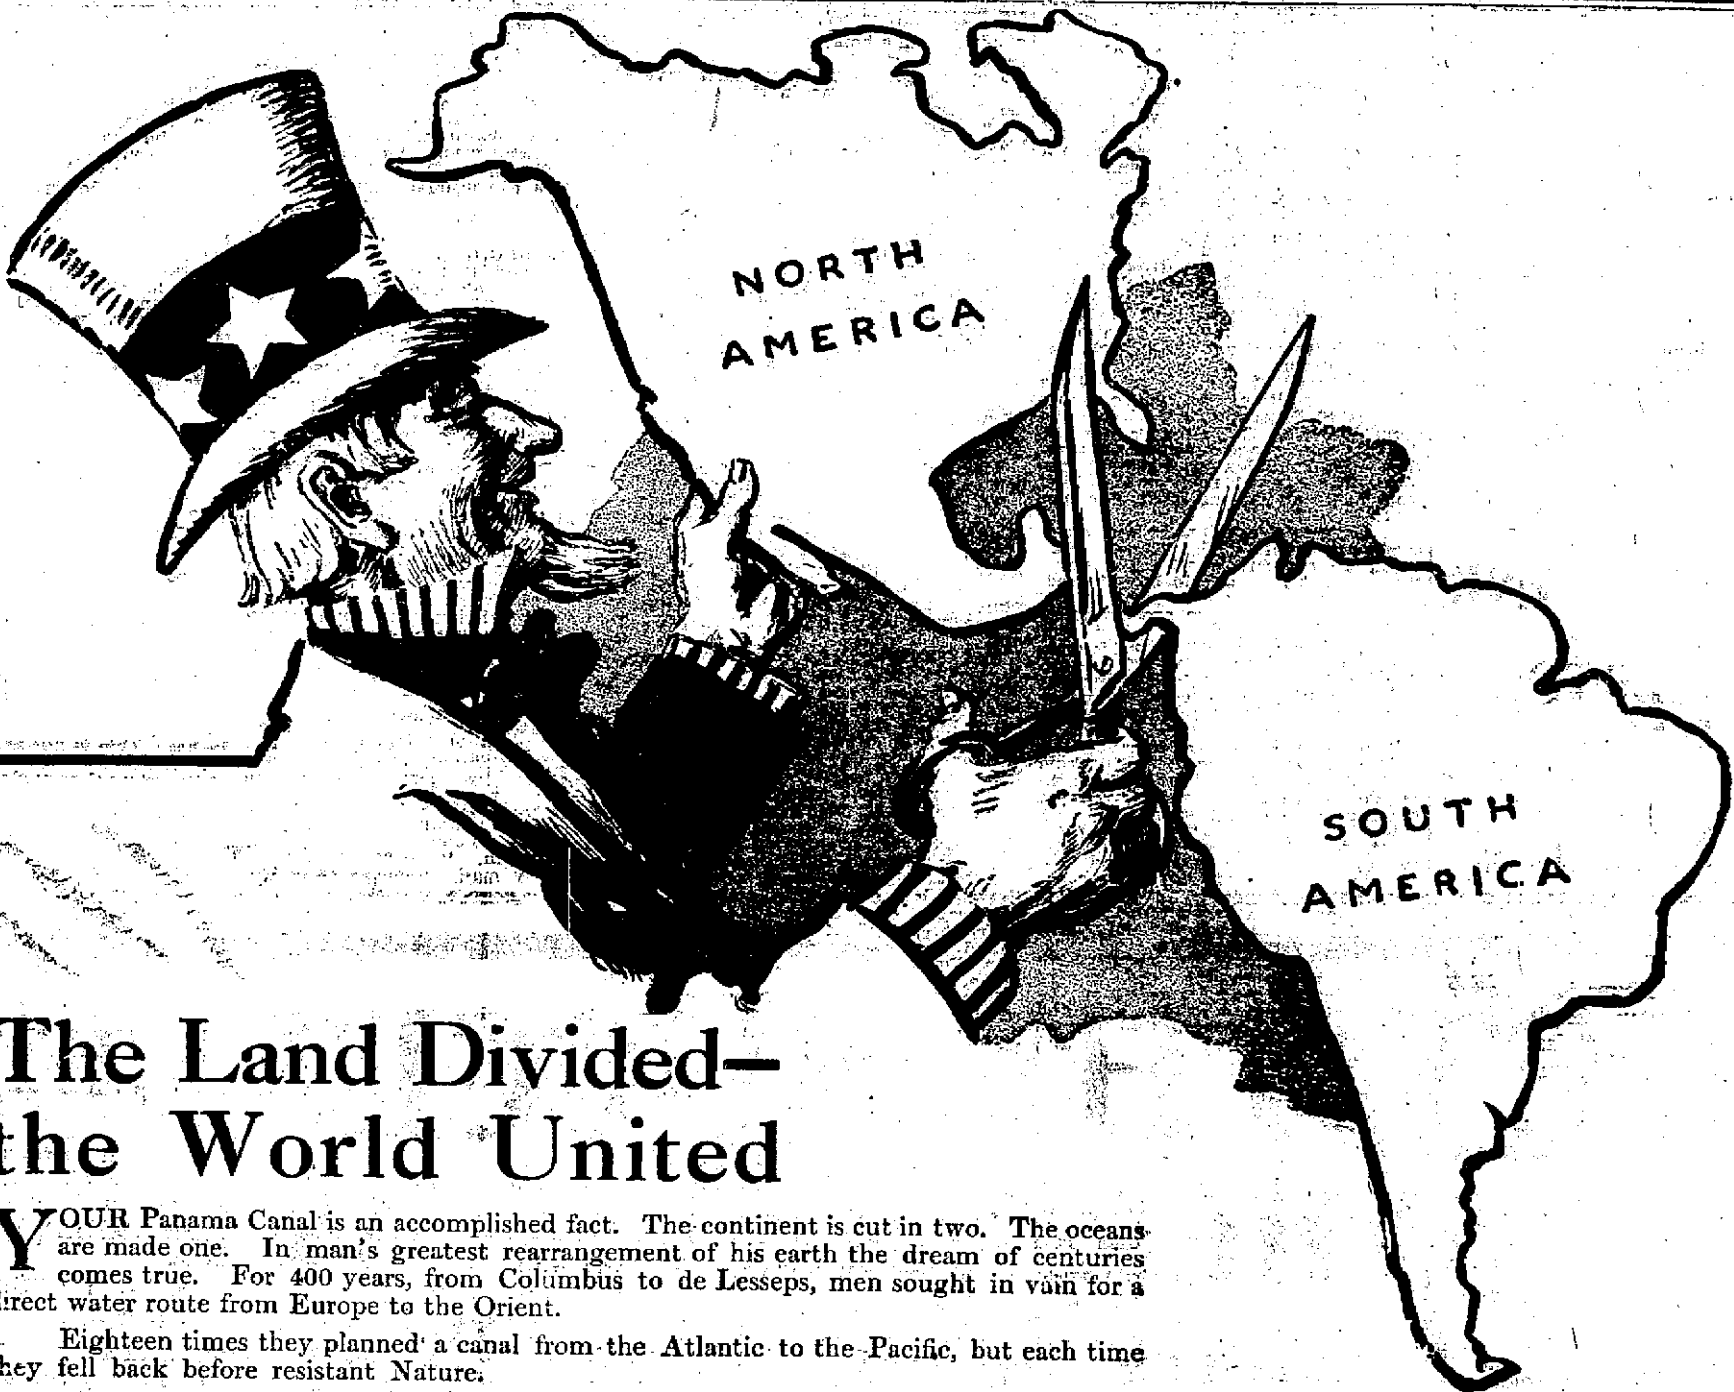 NORTH
AMERICA
SOUTH
AMERICA
The Land Divided—
the World United
YOUR Panama Canal is an accomplished fact. The continent is cut in two. The oceans
are made one. In man's greatest rearrangement of his earth the dream of centuries
comes true. For 400 years, from Columbus to de Lesseps, men sought in vain for a
irect water route from Europe to the Orient.
Eighteen times they planned a canal from the Atlantic to the Pacific, but each time
hey fell back before resistant Nature.